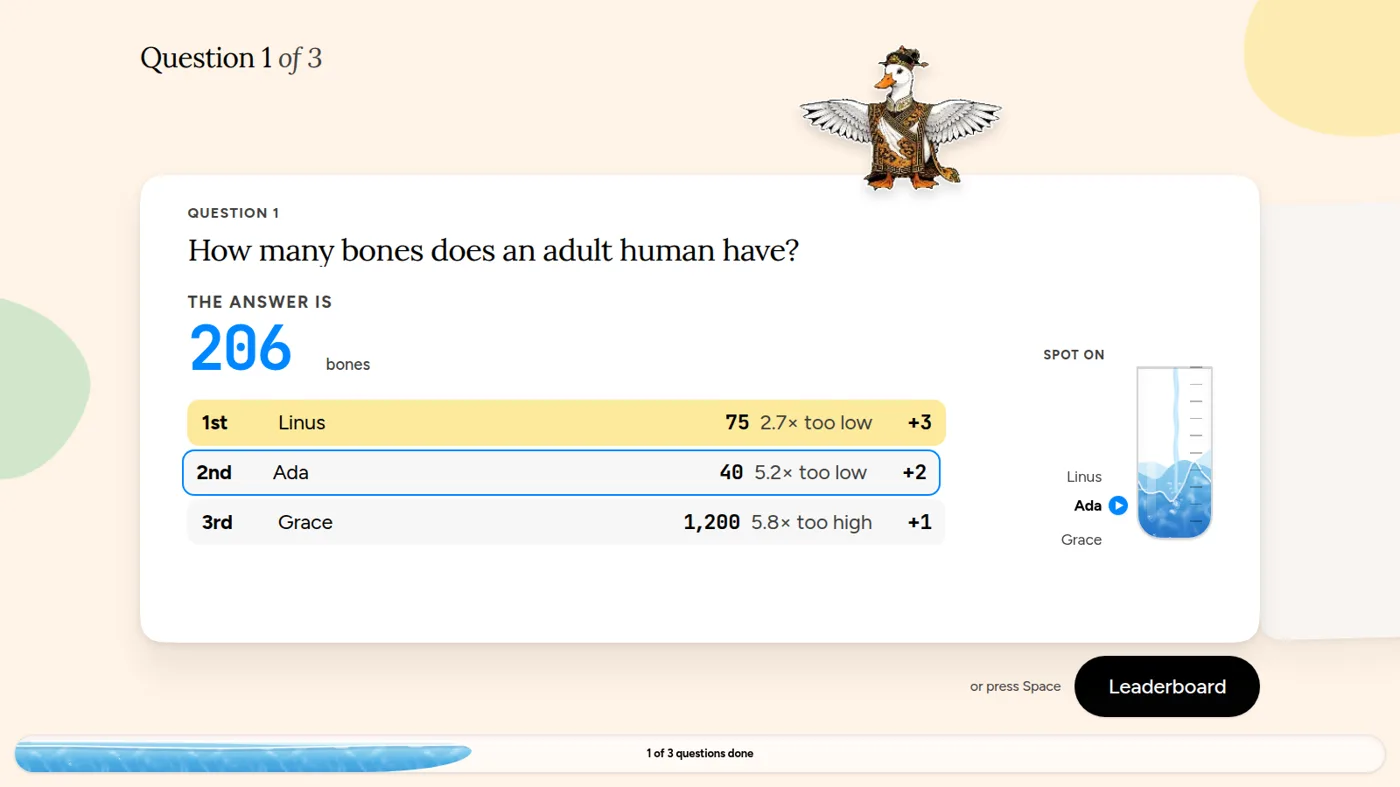 Question 1 of 3
QUESTION 1
How many bones does an adult human have?
THE ANSWER IS
206 bones
1st Linus 75 2.7× too low +3
2nd Ada 40 5.2× too low +2
3rd Grace 1,200 5.8× too high +1
SPOT ON
Linus
Ada
Grace
or press Space Leaderboard
1 of 3 questions done